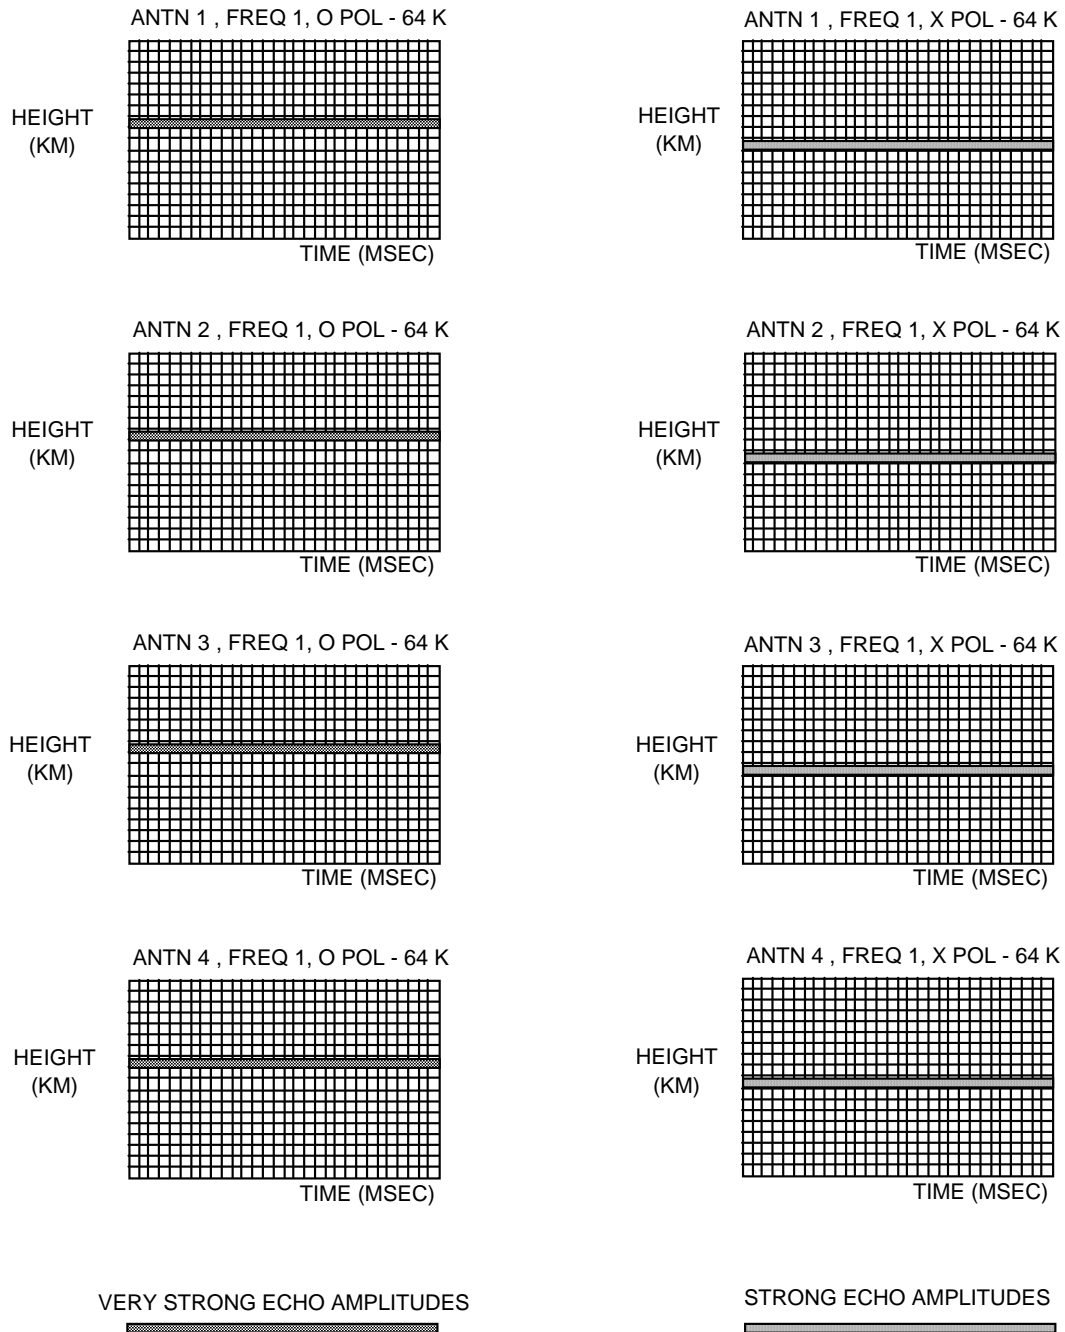 ANTN 1 , FREQ 1, O POL - 64 K
HEIGHT
(KM)
TIME (MSEC)
ANTN 1 , FREQ 1, X POL - 64 K
HEIGHT
(KM)
TIME (MSEC)
ANTN 2 , FREQ 1, O POL - 64 K
HEIGHT
(KM)
TIME (MSEC)
ANTN 2 , FREQ 1, X POL - 64 K
HEIGHT
(KM)
TIME (MSEC)
ANTN 3 , FREQ 1, O POL - 64 K
HEIGHT
(KM)
TIME (MSEC)
ANTN 3 , FREQ 1, X POL - 64 K
HEIGHT
(KM)
TIME (MSEC)
ANTN 4 , FREQ 1, O POL - 64 K
HEIGHT
(KM)
TIME (MSEC)
ANTN 4 , FREQ 1, X POL - 64 K
HEIGHT
(KM)
TIME (MSEC)
VERY STRONG ECHO AMPLITUDES
STRONG ECHO AMPLITUDES